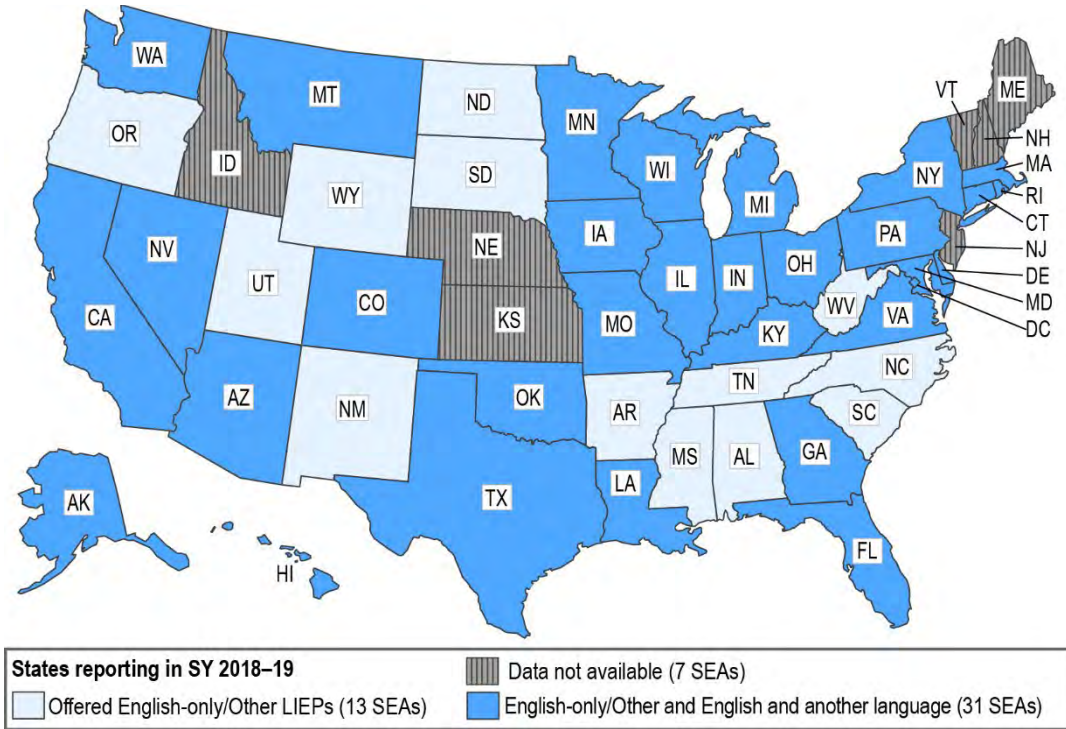 WA
MT
ND
MN
VT
ME
OR
ID
SD
WI
NH
WY
MI
NY
MA
RI
NV
NE
IA
PA
CT
UT
IL
IN
OH
NJ
CA
CO
KS
MO
WV
VA
DE
MD
KY
DC
AZ
NM
OK
AR
TN
NC
SC
MS
AL
GA
AK
TX
LA
FL
HI
States reporting in SY 2018–19
Data not available (7 SEAs)
Offered English-only/Other LIEPs (13 SEAs)
English-only/Other and English and another language (31 SEAs)